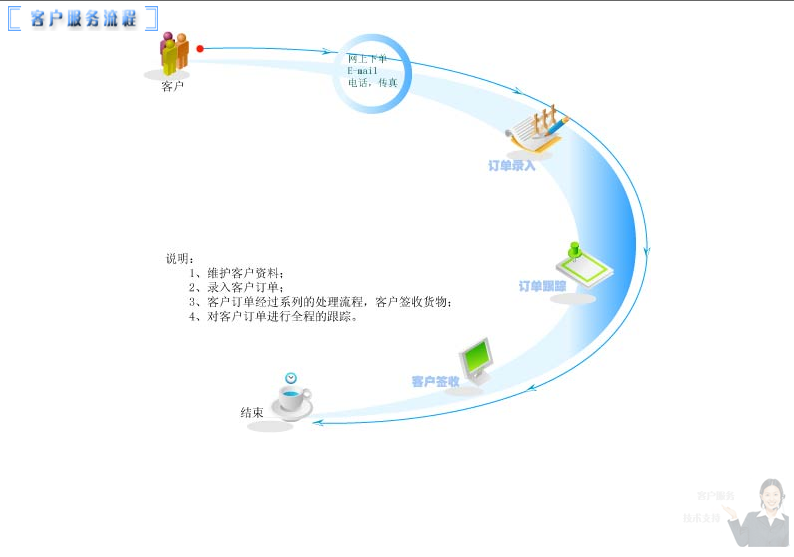 客户服务流程
网上下单
E-mail
电话，传真
客户
订单录入
说明：
1、维护客户资料；
2、录入客户订单；
3、客户订单经过系列的处理流程，客户签收货物；
4、对客户订单进行全程的跟踪。
订单跟踪
客户签收
结束
客户服务